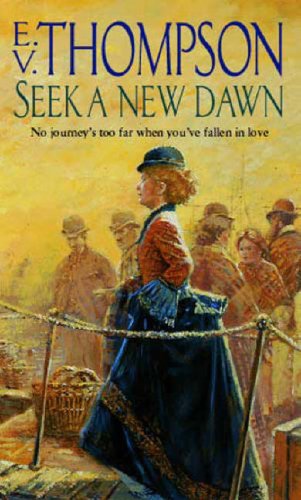 E.
V. THOMPSON
SEEK A NEW DAWN
No journey's too far when you've fallen in love